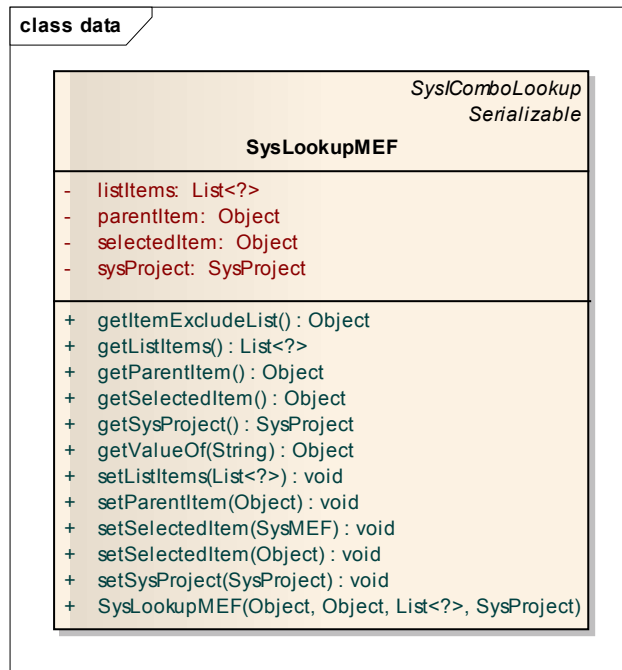 class data
SysIComboLookup
Serializable
SysLookupMEF
- listItems: List<?>
- parentItem: Object
- selectedItem: Object
- sysProject: SysProject
+ getItemExcludeList() : Object
+ getListItems() : List<?>
+ getParentItem() : Object
+ getSelectedItem() : Object
+ getSysProject() : SysProject
+ getValueOf(String) : Object
+ setListItems(List<?>) : void
+ setParentItem(Object) : void
+ setSelectedItem(SysMEF) : void
+ setSelectedItem(Object) : void
+ setSysProject(SysProject) : void
+ SysLookupMEF(Object, Object, List<?>, SysProject)